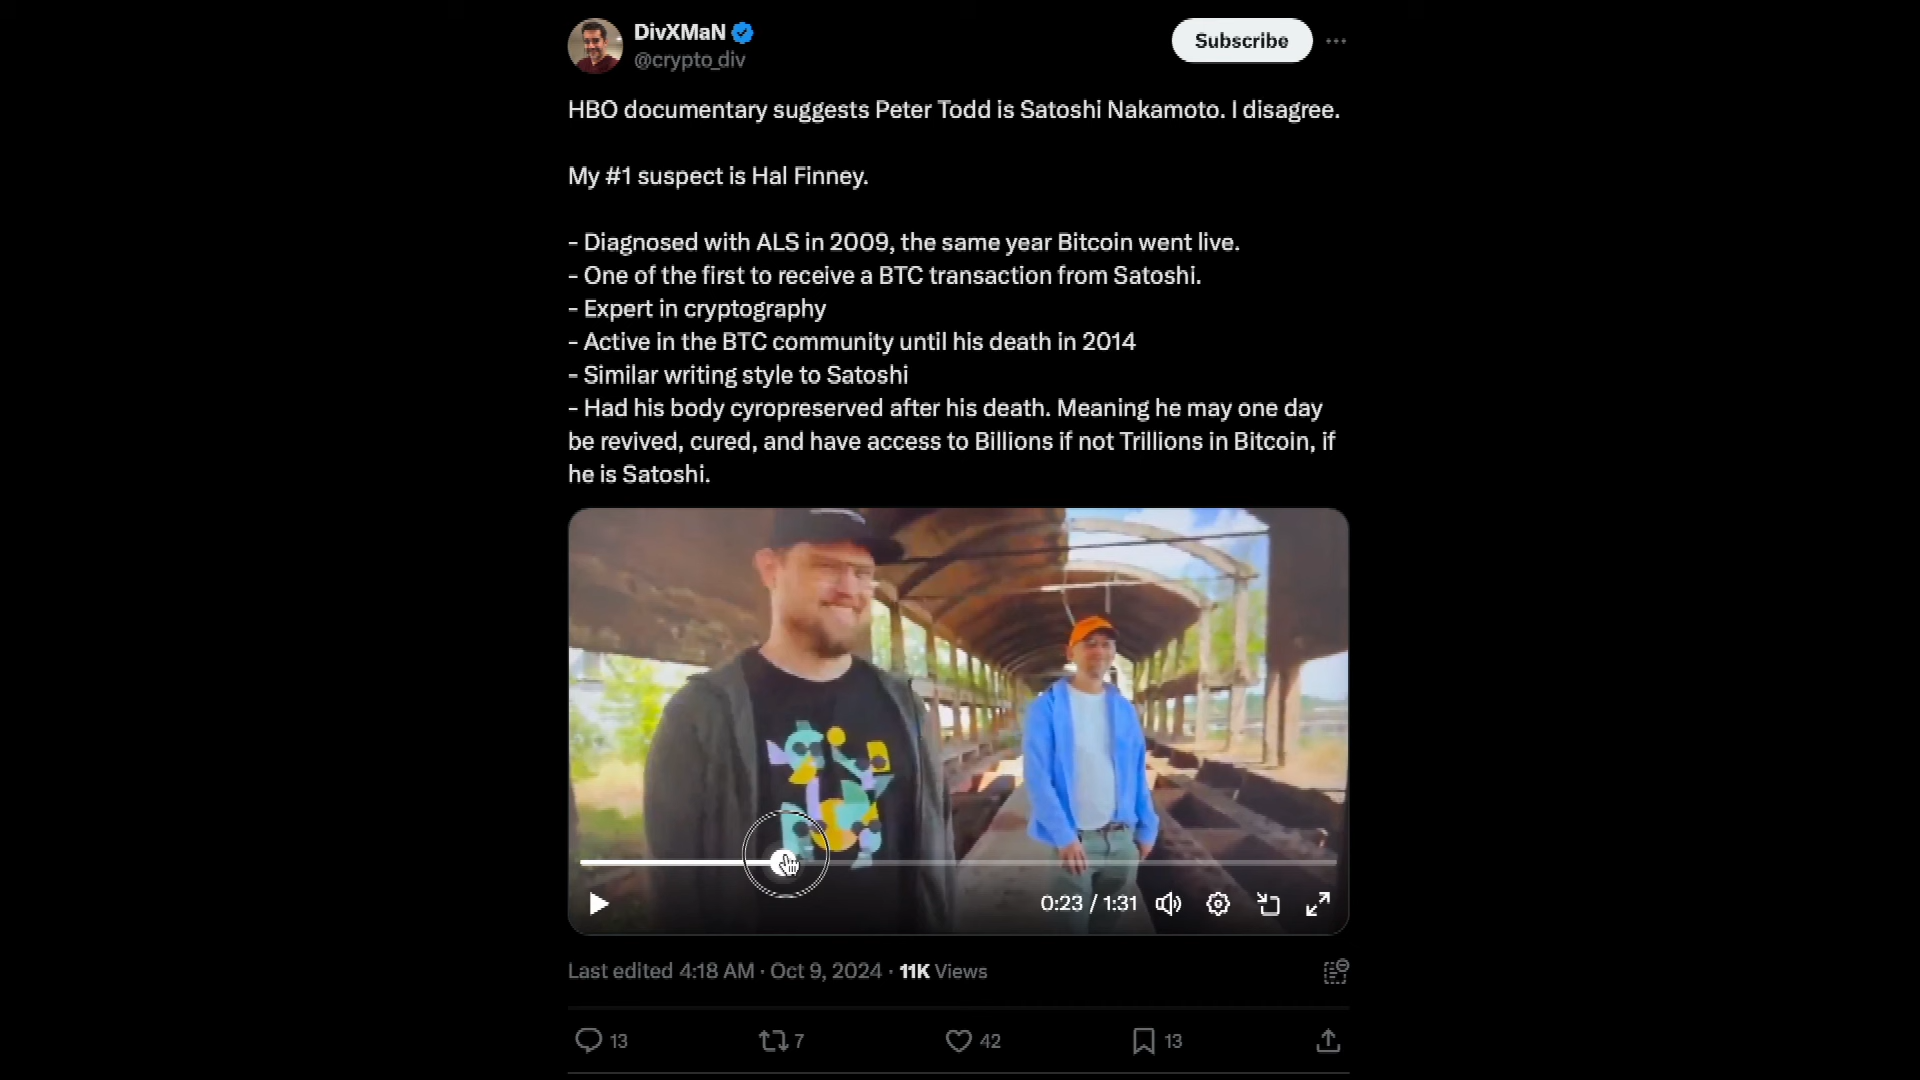 DivXMaN
@crypto_div
Subscribe
HBO documentary suggests Peter Todd is Satoshi Nakamoto. I disagree.
My #1 suspect is Hal Finney.
- Diagnosed with ALS in 2009, the same year Bitcoin went live.
- One of the first to receive a BTC transaction from Satoshi.
- Expert in cryptography
- Active in the BTC community until his death in 2014
- Similar writing style to Satoshi
- Had his body cyropreserved after his death. Meaning he may one day
be revived, cured, and have access to Billions if not Trillions in Bitcoin, if
he is Satoshi.
0:23 / 1:31
Last edited 4:18 AM · Oct 9, 2024 · 11K Views
13 7 42 13